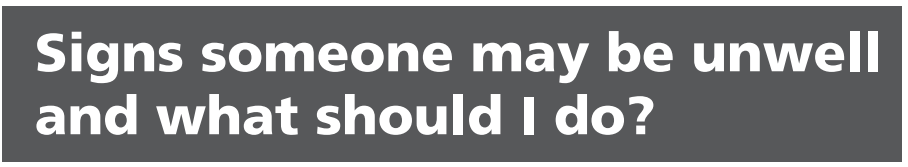 Signs someone may be unwell
and what should I do?